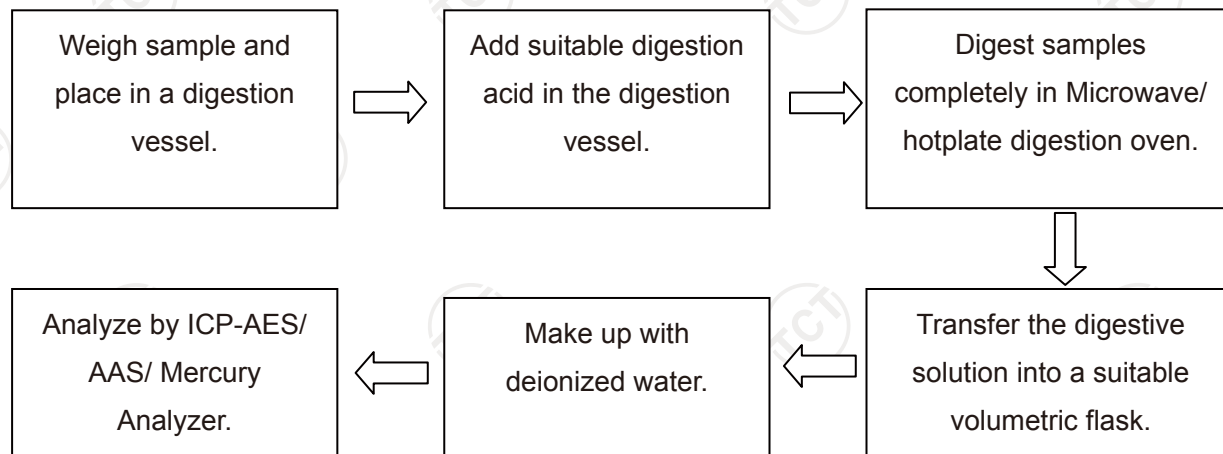 Weigh sample and
place in a digestion
vessel.
Add suitable digestion
acid in the digestion
vessel.
Digest samples
completely in Microwave/
hotplate digestion oven.
Transfer the digestive
solution into a suitable
volumetric flask.
Make up with
deionized water.
Analyze by ICP-AES/
AAS/ Mercury
Analyzer.